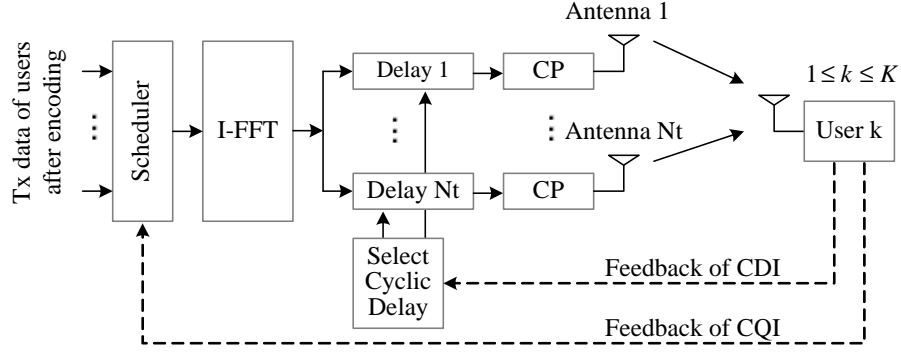 Tx data of users
after encoding
...
Scheduler
I-FFT
Delay 1
...
Delay Nt
Select
Cyclic
Delay
CP
...
CP
Antenna 1
Antenna Nt
1 ≤ k ≤ K
User k
Feedback of CDI
Feedback of CQI